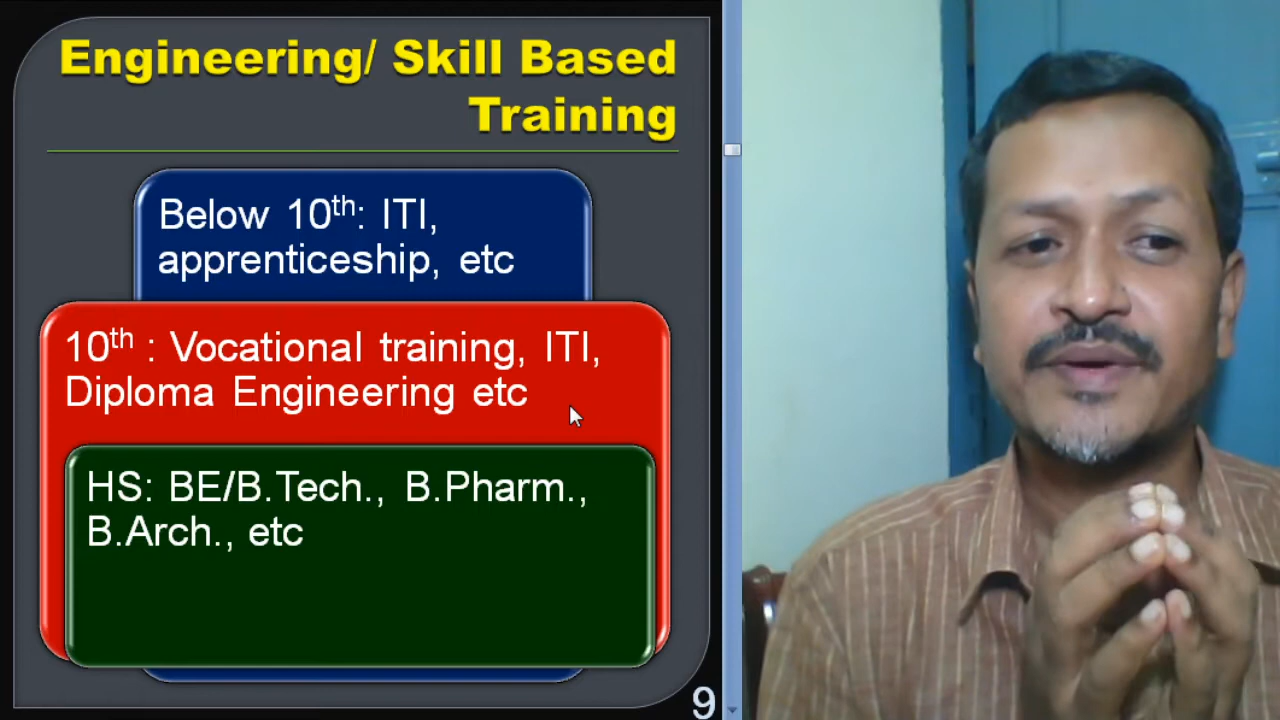 Engineering/ Skill Based
Training
Below 10th: ITI,
apprenticeship, etc
10th : Vocational training, ITI,
Diploma Engineering etc
HS: BE/B.Tech., B.Pharm.,
B.Arch., etc
9